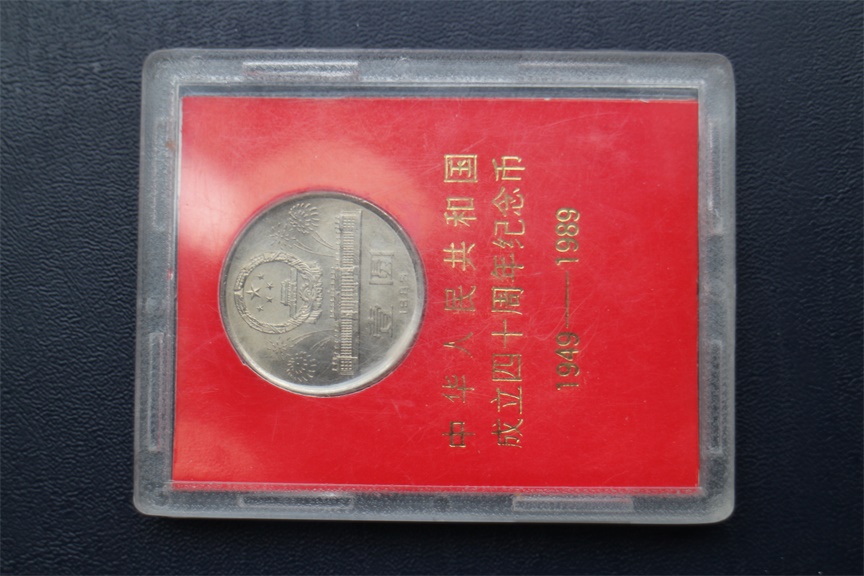 壹圆
中华人民共和国
成立四十周年纪念币
1949——1989